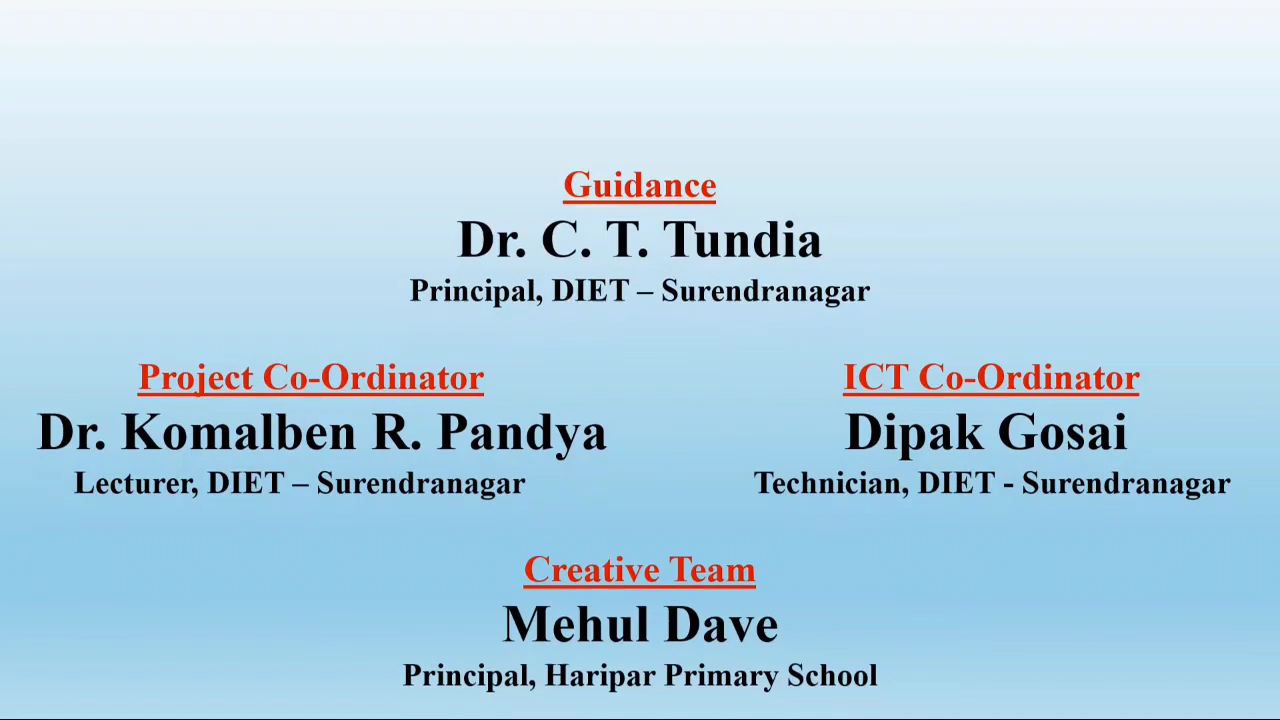 Guidance
Dr. C. T. Tundia
Principal, DIET – Surendranagar
Project Co-Ordinator
Dr. Komalben R. Pandya
Lecturer, DIET – Surendranagar
ICT Co-Ordinator
Dipak Gosai
Technician, DIET - Surendranagar
Creative Team
Mehul Dave
Principal, Haripar Primary School